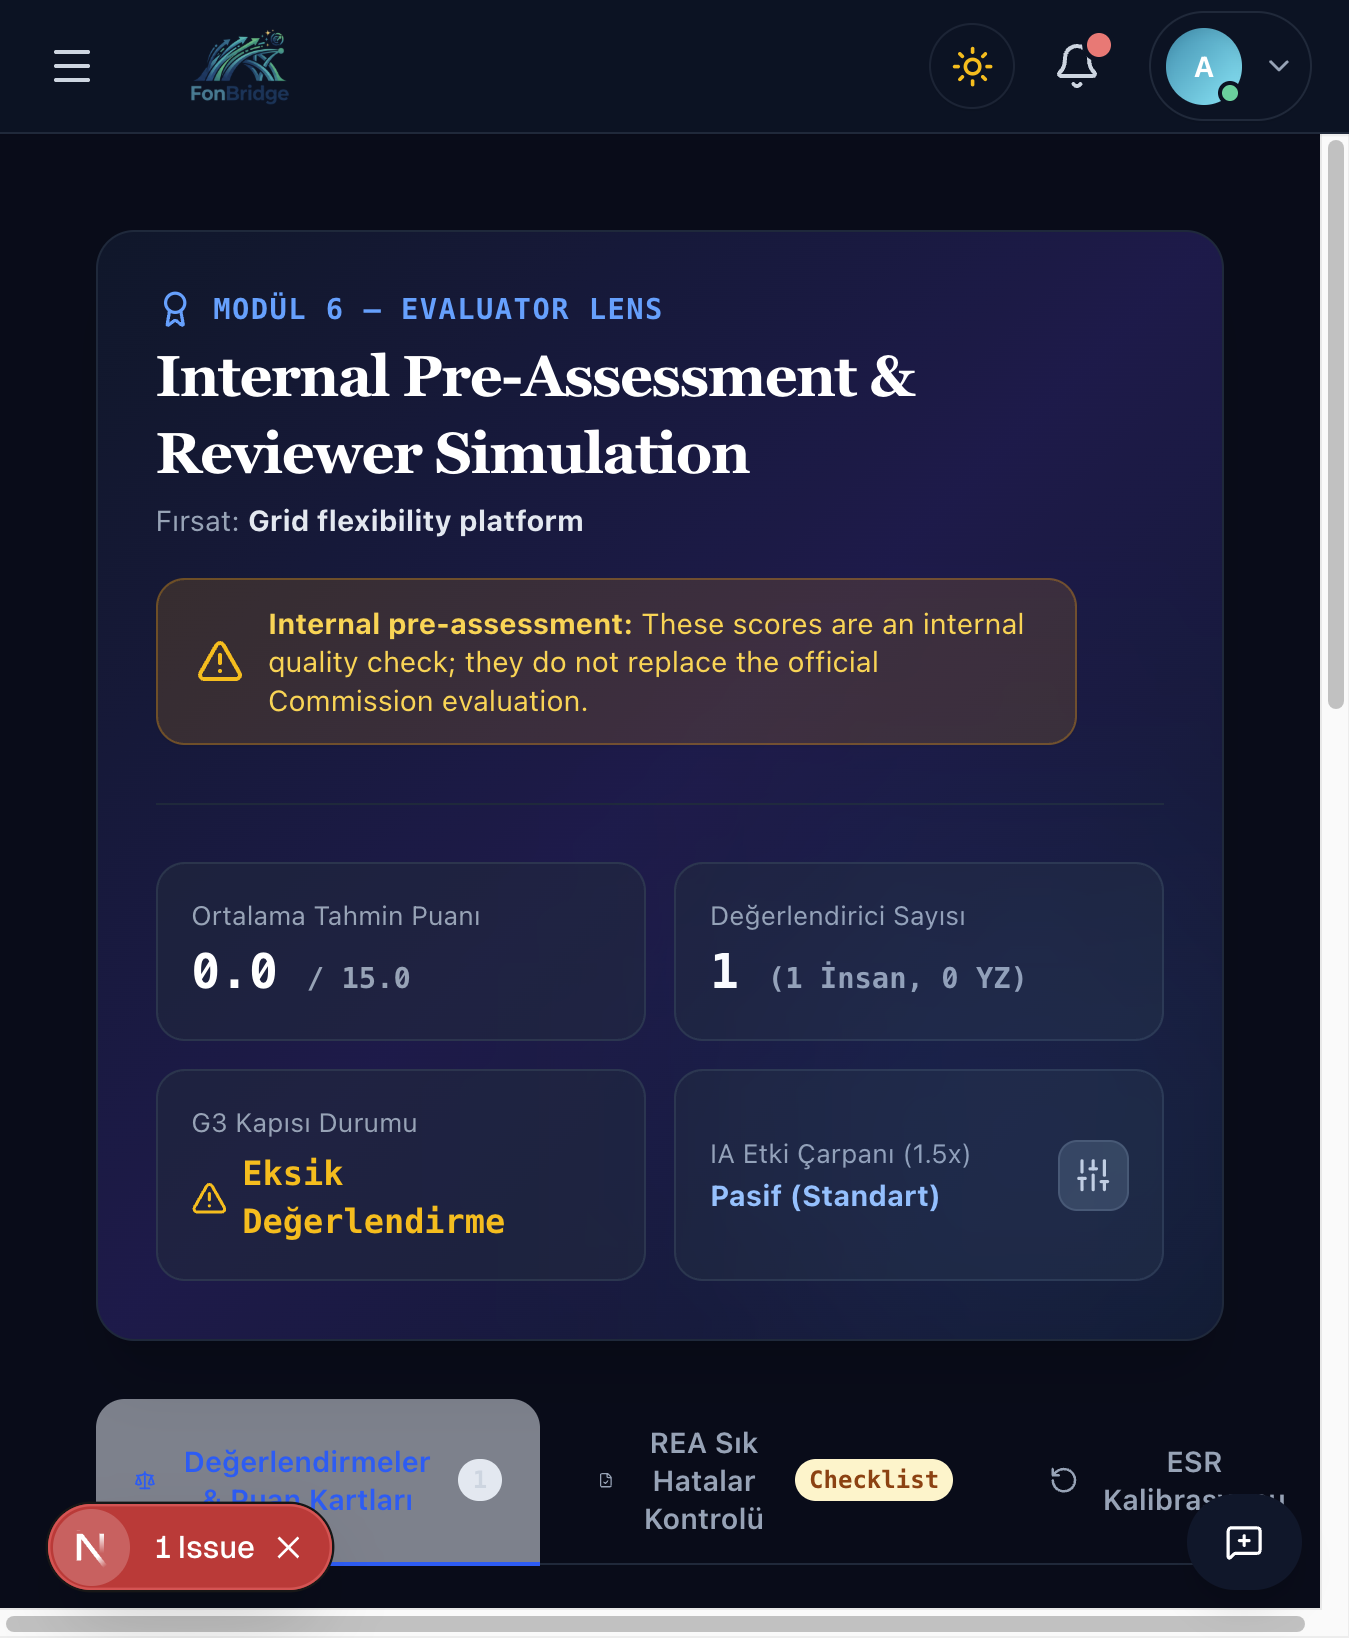 FonBridge
A
MODÜL 6 — EVALUATOR LENS
Internal Pre-Assessment &
Reviewer Simulation
Fırsat: Grid flexibility platform
Internal pre-assessment: These scores are an internal
quality check; they do not replace the official
Commission evaluation.
Ortalama Tahmin Puanı
0.0 / 15.0
Değerlendirici Sayısı
1 (1 İnsan, 0 YZ)
G3 Kapısı Durumu
Eksik
Değerlendirme
IA Etki Çarpanı (1.5x)
Pasif (Standart)
Değerlendirmeler
& Puan Kartları
1
REA Sık
Hatalar
Kontrolü
Checklist
ESR
N 1 Issue